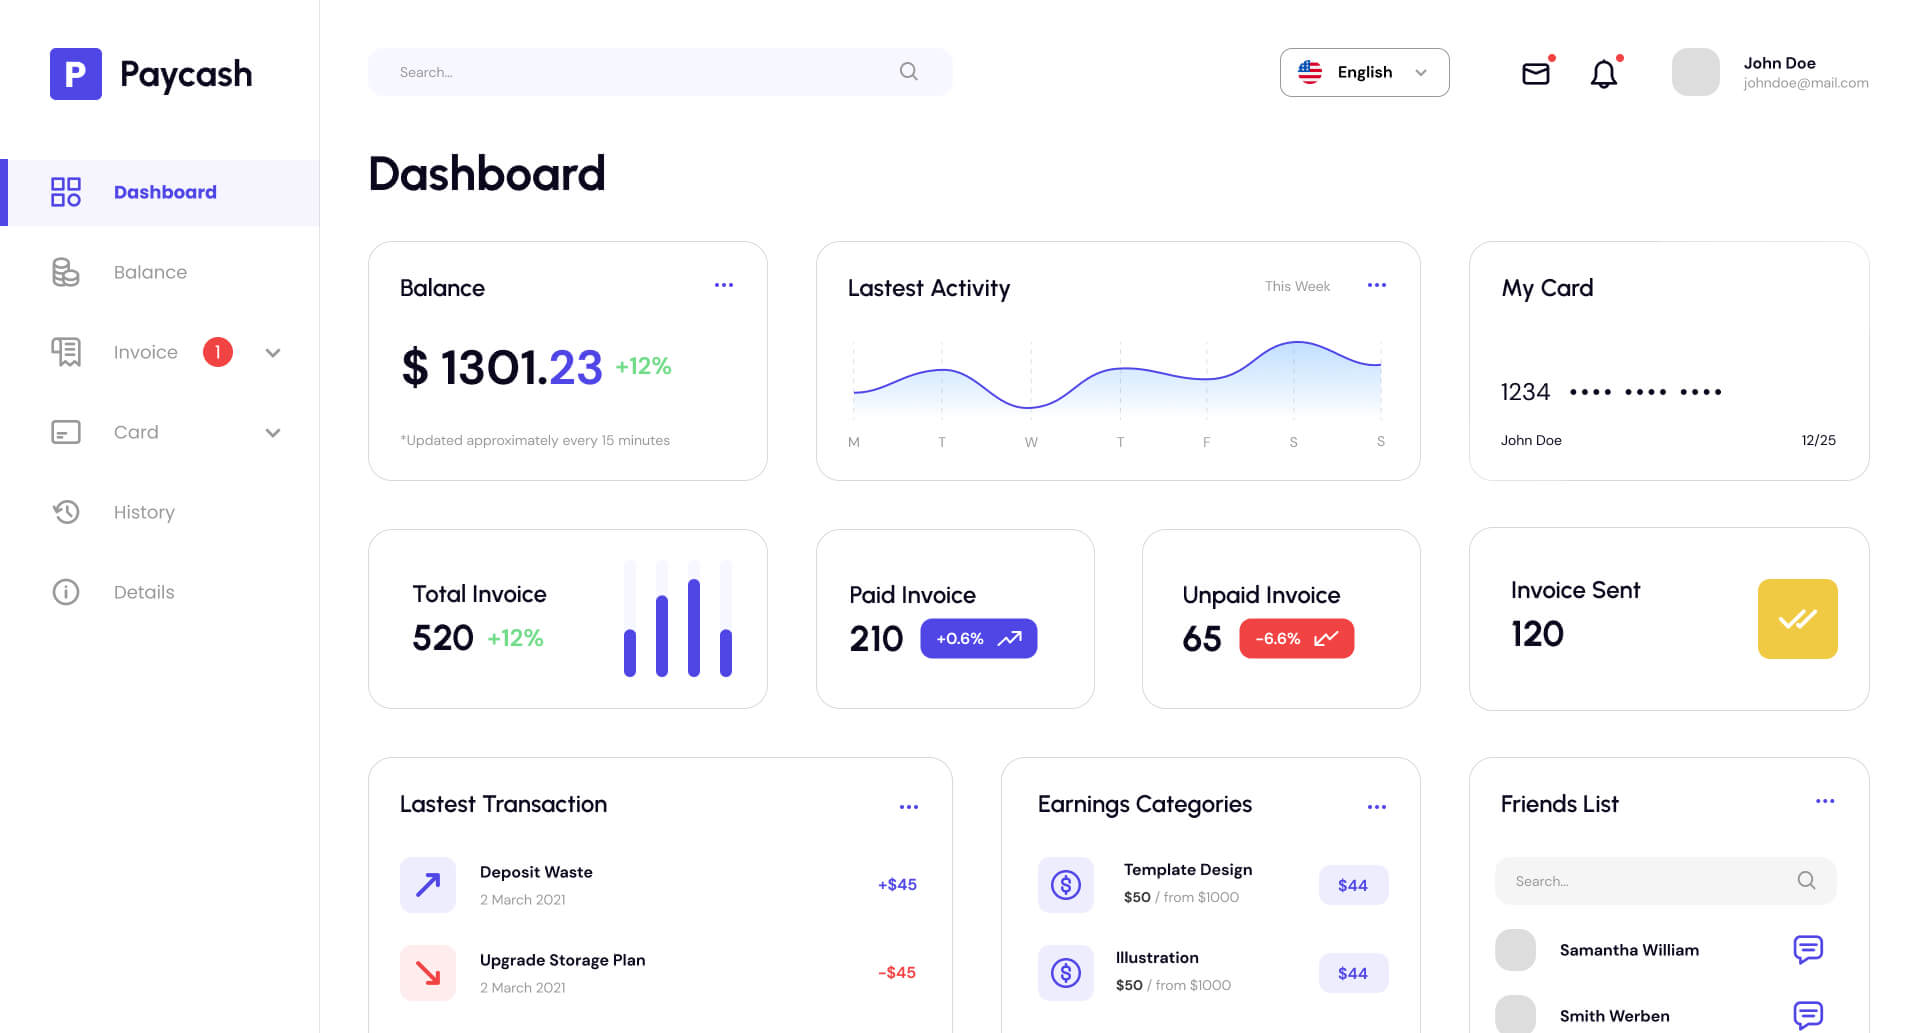 P Paycash
Search...
English
John Doe
johndoe@mail.com
Dashboard
Balance
Invoice 1
Card
History
Details
Dashboard
Balance
$ 1301.23 +12%
*Updated approximately every 15 minutes
Lastest Activity
This Week
M T W T F S S
My Card
1234 •••• •••• ••••
John Doe 12/25
Total Invoice
520 +12%
Paid Invoice
210 +0.6%
Unpaid Invoice
65 -6.6%
Invoice Sent
120
Lastest Transaction
Deposit Waste
2 March 2021
+$45
Upgrade Storage Plan
2 March 2021
-$45
Earnings Categories
Template Design
$50 / from $1000
$44
Illustration
$50 / from $1000
$44
Friends List
Search...
Samantha William
Smith Werben